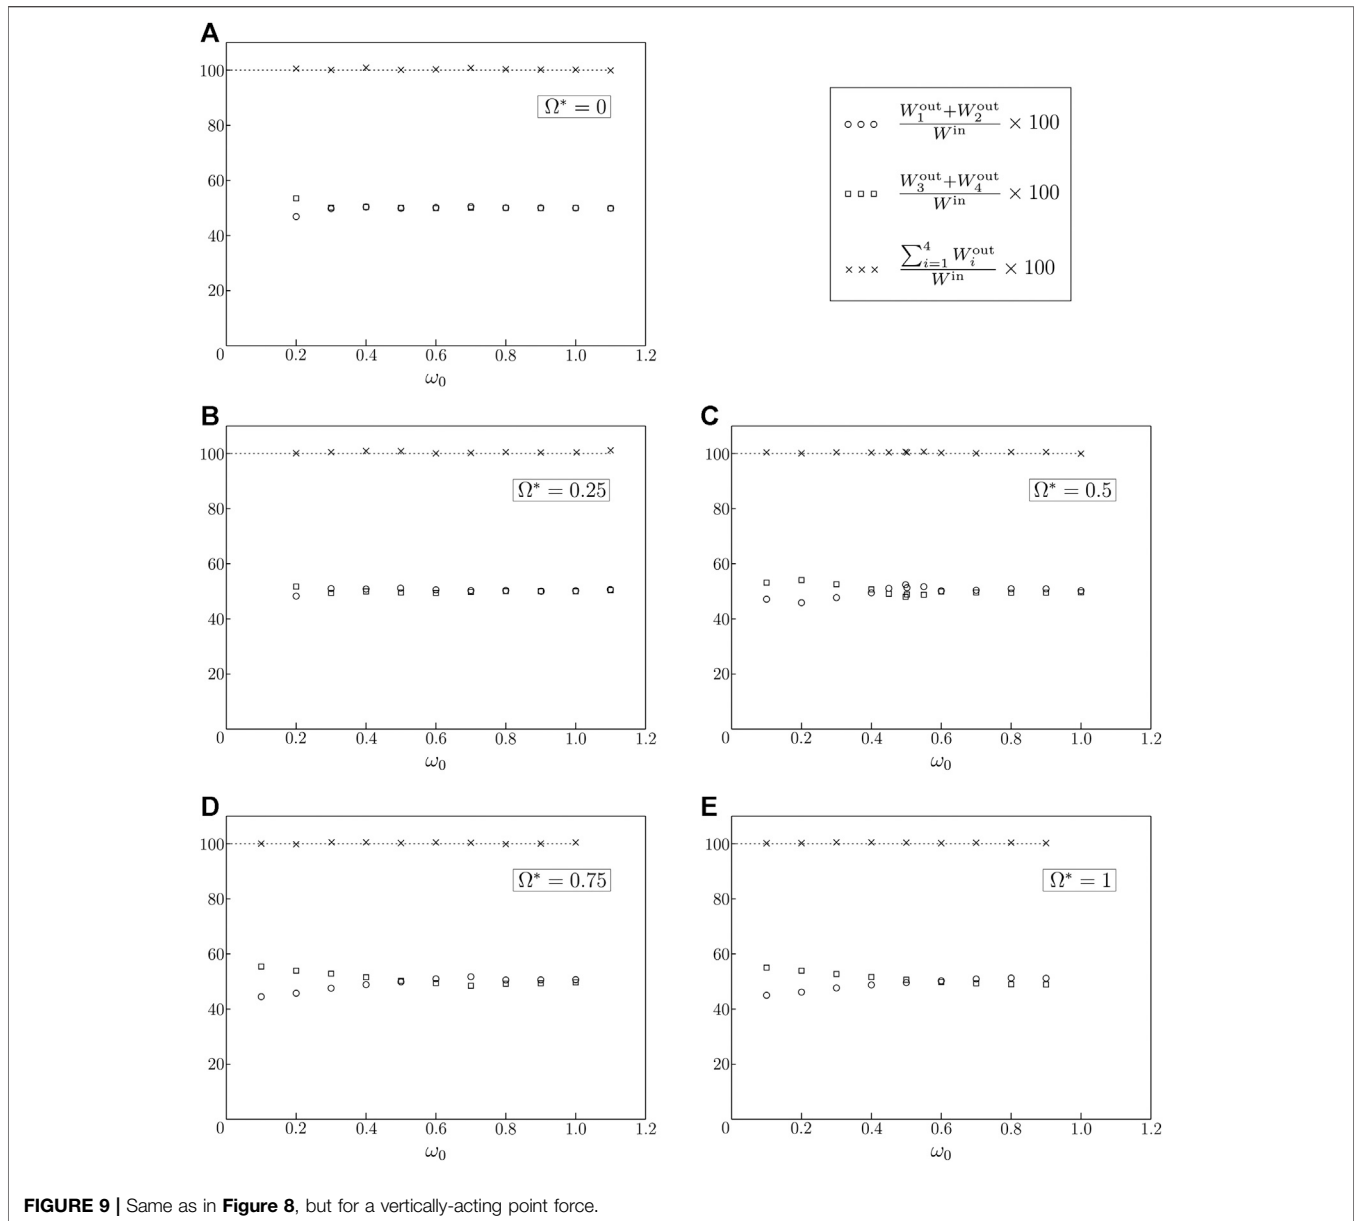 A
100
80
60
40
20
0
0.2 0.4 0.6 0.8 1.0 1.2
ω₀
Ω* = 0
(W₁ᵒᵘᵗ+W₂ᵒᵘᵗ)/Wⁱⁿ × 100
(W₃ᵒᵘᵗ+W₄ᵒᵘᵗ)/Wⁱⁿ × 100
∑⁴ᵢ₌₁ Wᵢᵒᵘᵗ/Wⁱⁿ × 100
B
100
80
60
40
20
0
0.2 0.4 0.6 0.8 1.0 1.2
ω₀
Ω* = 0.25
C
100
80
60
40
20
0
0.2 0.4 0.6 0.8 1.0 1.2
ω₀
Ω* = 0.5
D
100
80
60
40
20
0
0.2 0.4 0.6 0.8 1.0 1.2
ω₀
Ω* = 0.75
E
100
80
60
40
20
0
0.2 0.4 0.6 0.8 1.0 1.2
ω₀
Ω* = 1
FIGURE 9 | Same as in Figure 8, but for a vertically-acting point force.